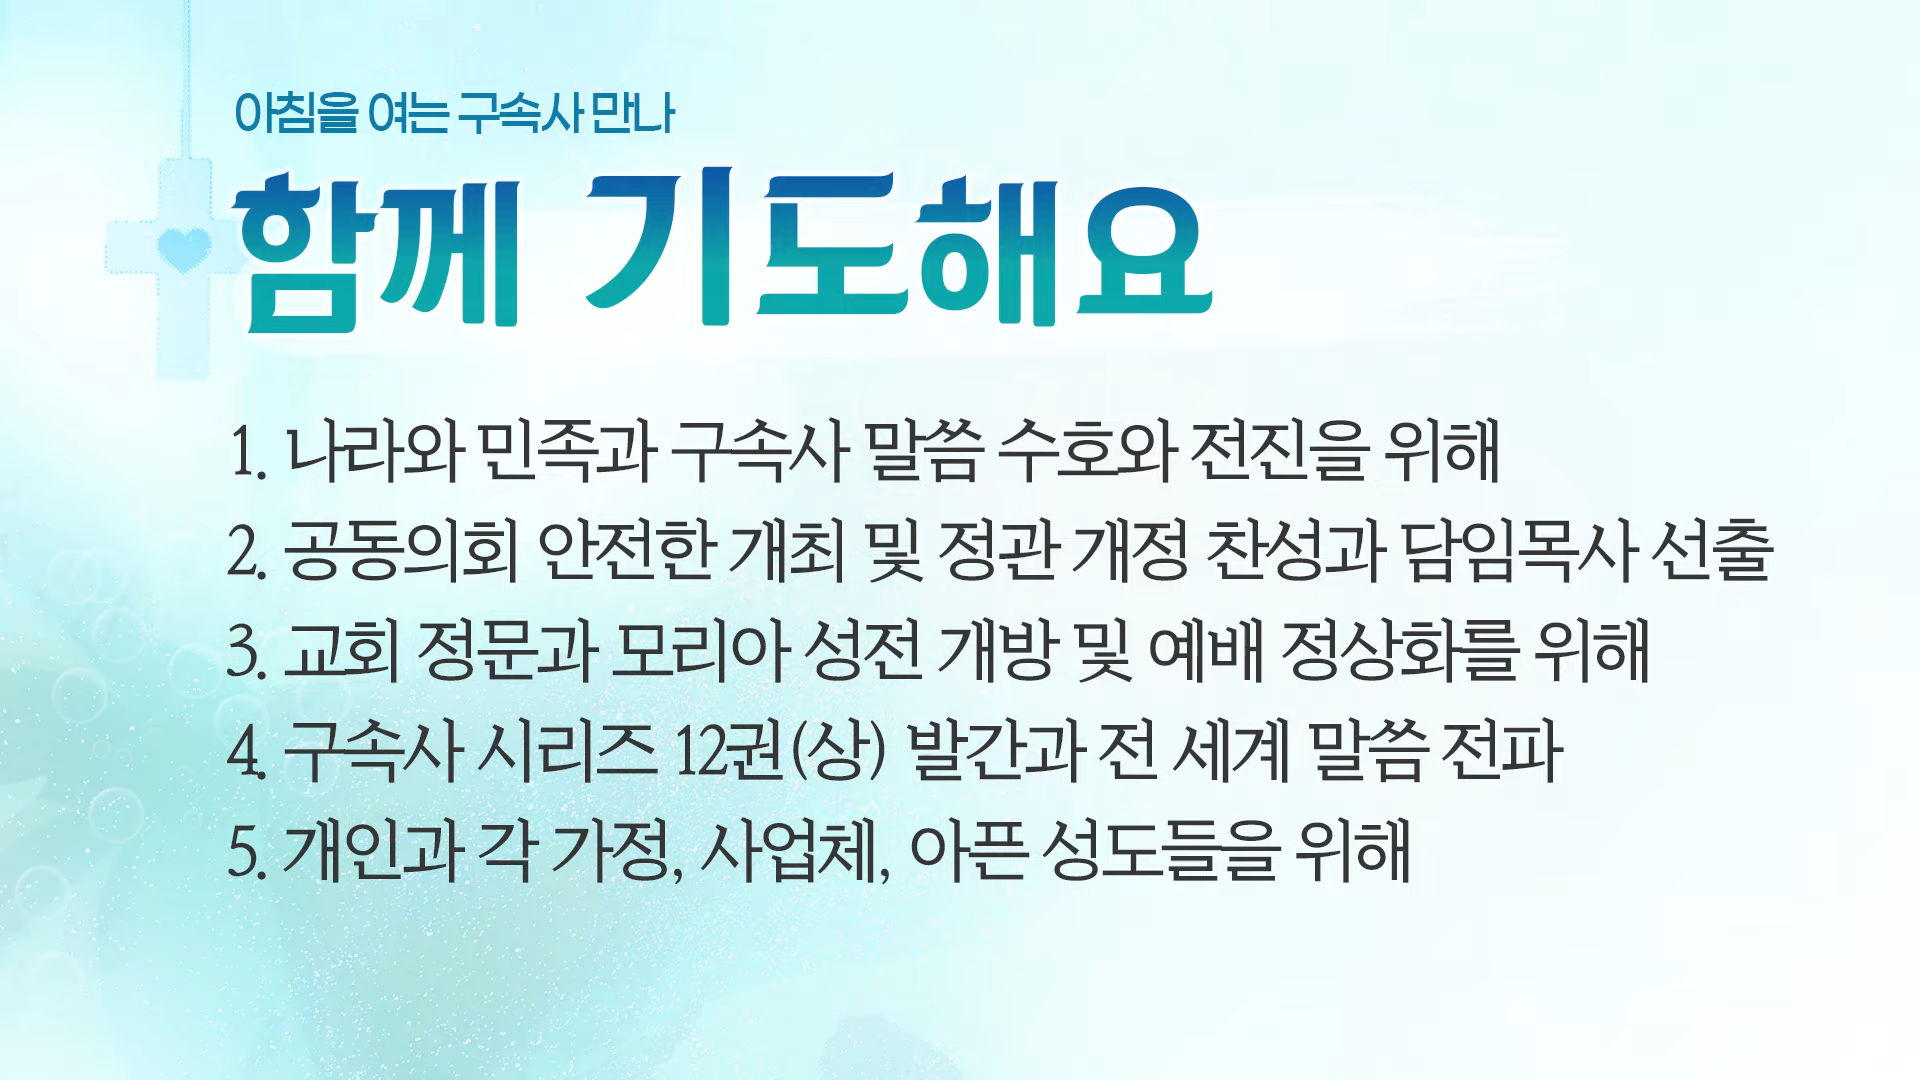 아침을 여는 구속사 만나
함께 기도해요
1. 나라와 민족과 구속사 말씀 수호와 전진을 위해
2. 공동의회 안전한 개최 및 정관 개정 찬성과 담임목사 선출
3. 교회 정문과 모리아 성전 개방 및 예배 정상화를 위해
4. 구속사 시리즈 12권(상) 발간과 전 세계 말씀 전파
5. 개인과 각 가정, 사업체, 아픈 성도들을 위해